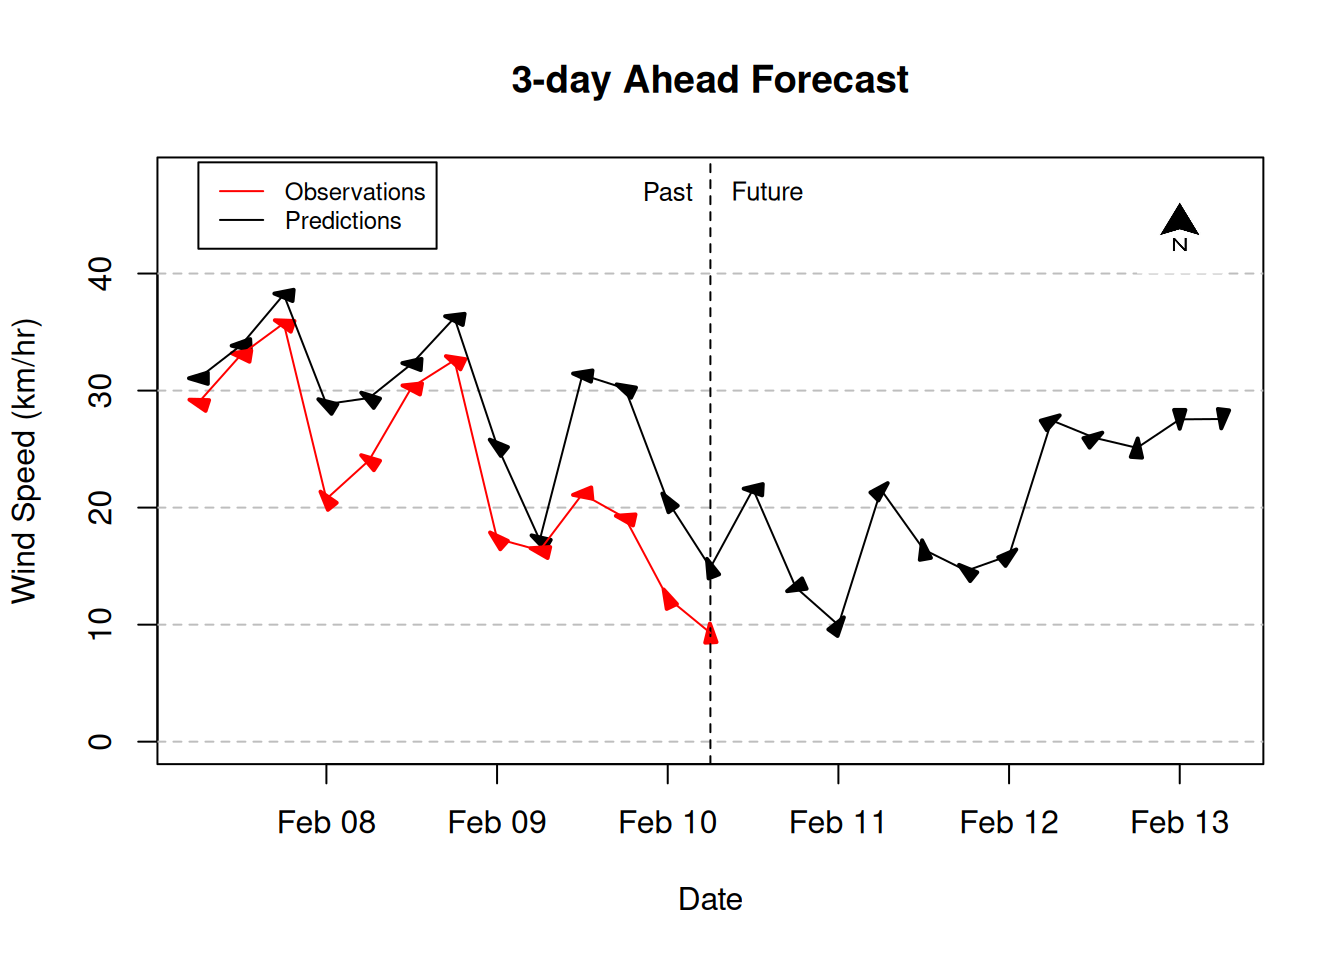 3-day Ahead Forecast
Observations
Predictions
Past
Future
N
Wind Speed (km/hr)
40
30
20
10
0
Feb 08
Feb 09
Feb 10
Feb 11
Feb 12
Feb 13
Date